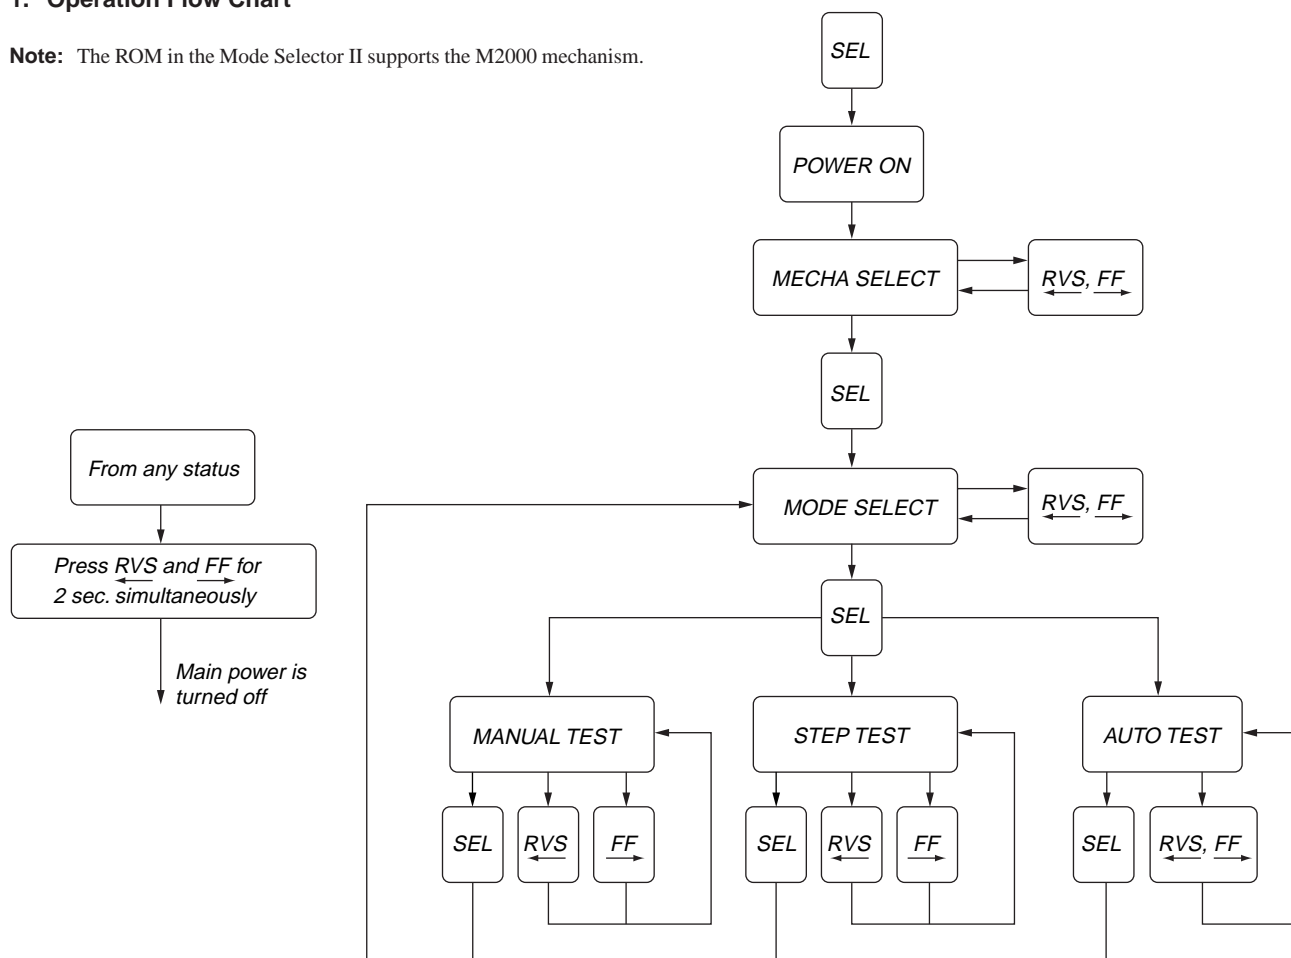 1. Operation Flow Chart
Note: The ROM in the Mode Selector II supports the M2000 mechanism.
SEL
POWER ON
MECHA SELECT
RVS, FF
SEL
MODE SELECT
RVS, FF
From any status
Press RVS and FF for
2 sec. simultaneously
Main power is
turned off
SEL
MANUAL TEST
STEP TEST
AUTO TEST
SEL
RVS
FF
SEL
RVS
FF
SEL
RVS, FF